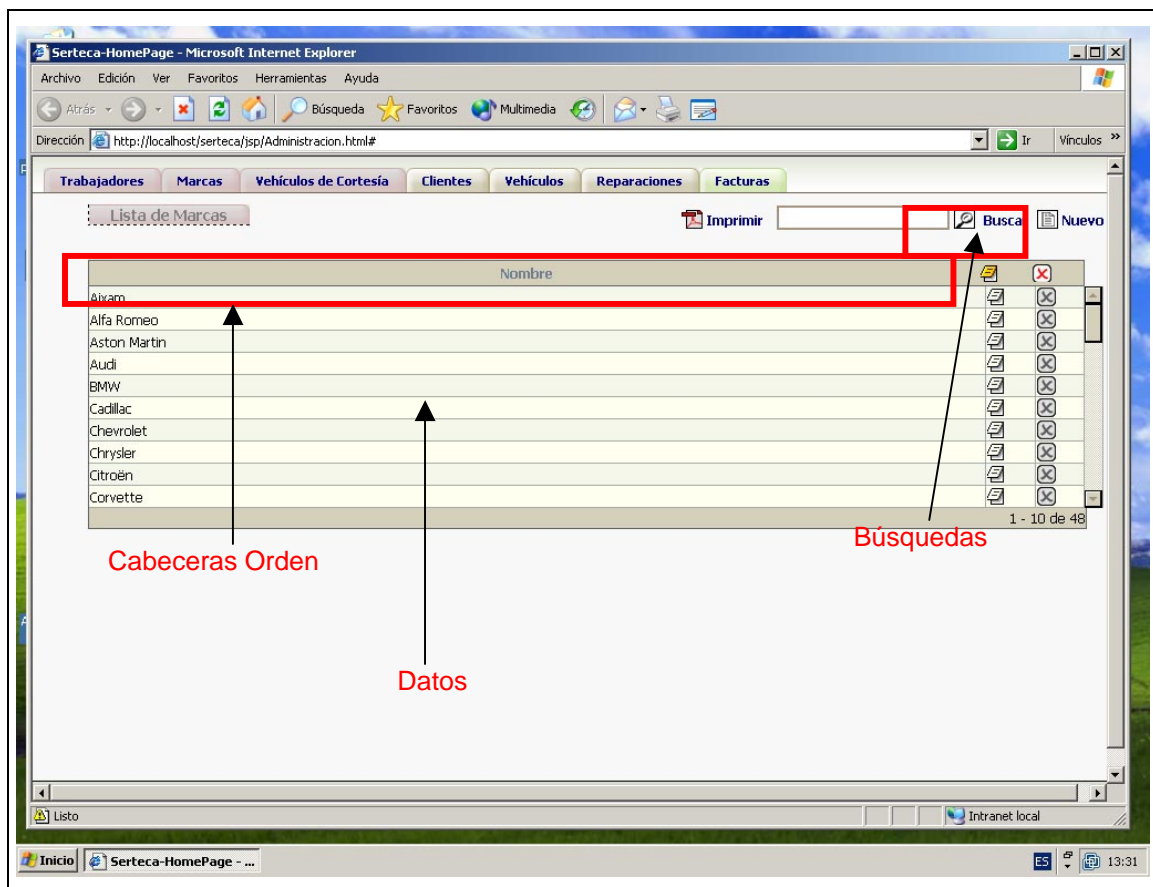 Serteca-HomePage - Microsoft Internet Explorer
Archivo Edición Ver Favoritos Herramientas Ayuda
Atrás Búsqueda Favoritos Multimedia
Dirección http://localhost/serteca/jsp/Administracion.html# Ir Vínculos »
Trabajadores Marcas Vehículos de Cortesía Clientes Vehículos Reparaciones Facturas
Lista de Marcas Imprimir Busca Nuevo
Nombre
Aixam
Alfa Romeo
Aston Martin
Audi
BMW
Cadillac
Chevrolet
Chrysler
Citroën
Corvette
1 - 10 de 48
Búsquedas
Cabeceras Orden
Datos
Listo Intranet local
Inicio Serteca-HomePage - ... ES 13:31